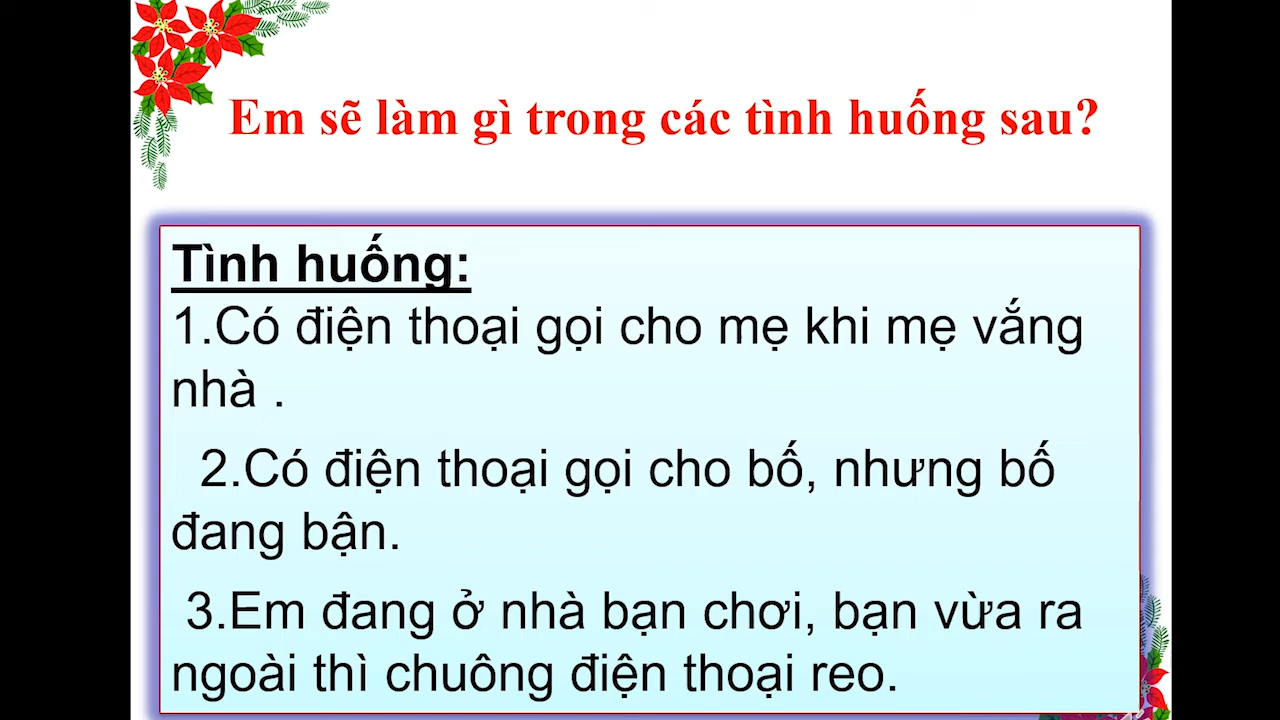 Em sẽ làm gì trong các tình huống sau?
Tình huống:
1.Có điện thoại gọi cho mẹ khi mẹ vắng
nhà .
2.Có điện thoại gọi cho bố, nhưng bố
đang bận.
3.Em đang ở nhà bạn chơi, bạn vừa ra
ngoài thì chuông điện thoại reo.